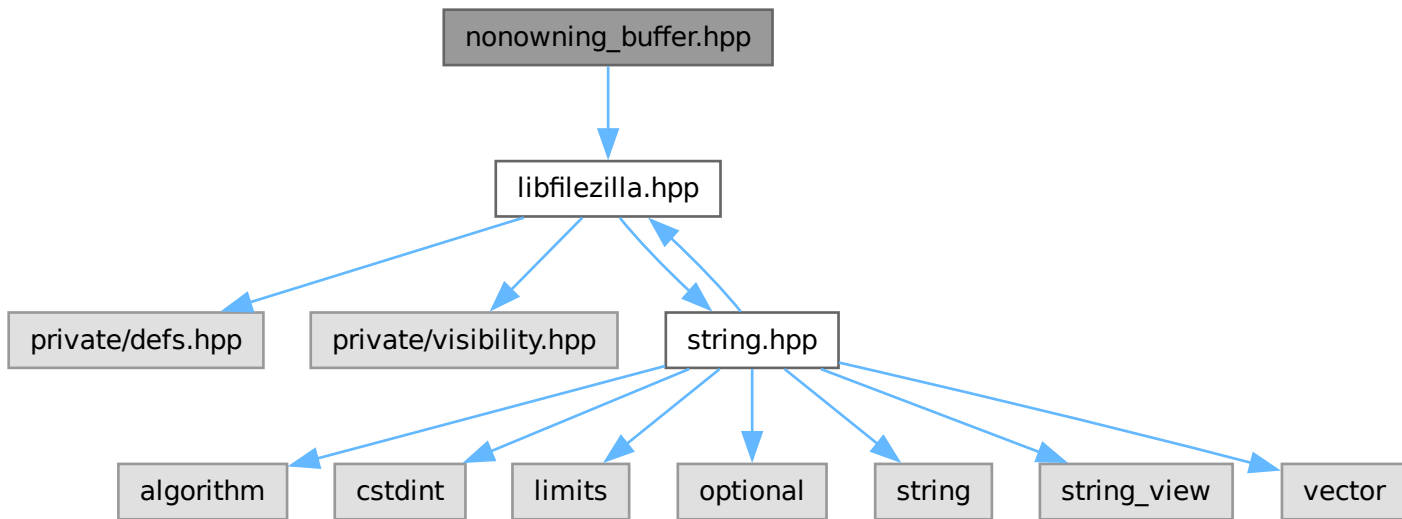 nonowning_buffer.hpp
libfilezilla.hpp
private/defs.hpp
private/visibility.hpp
string.hpp
algorithm
cstdint
limits
optional
string
string_view
vector